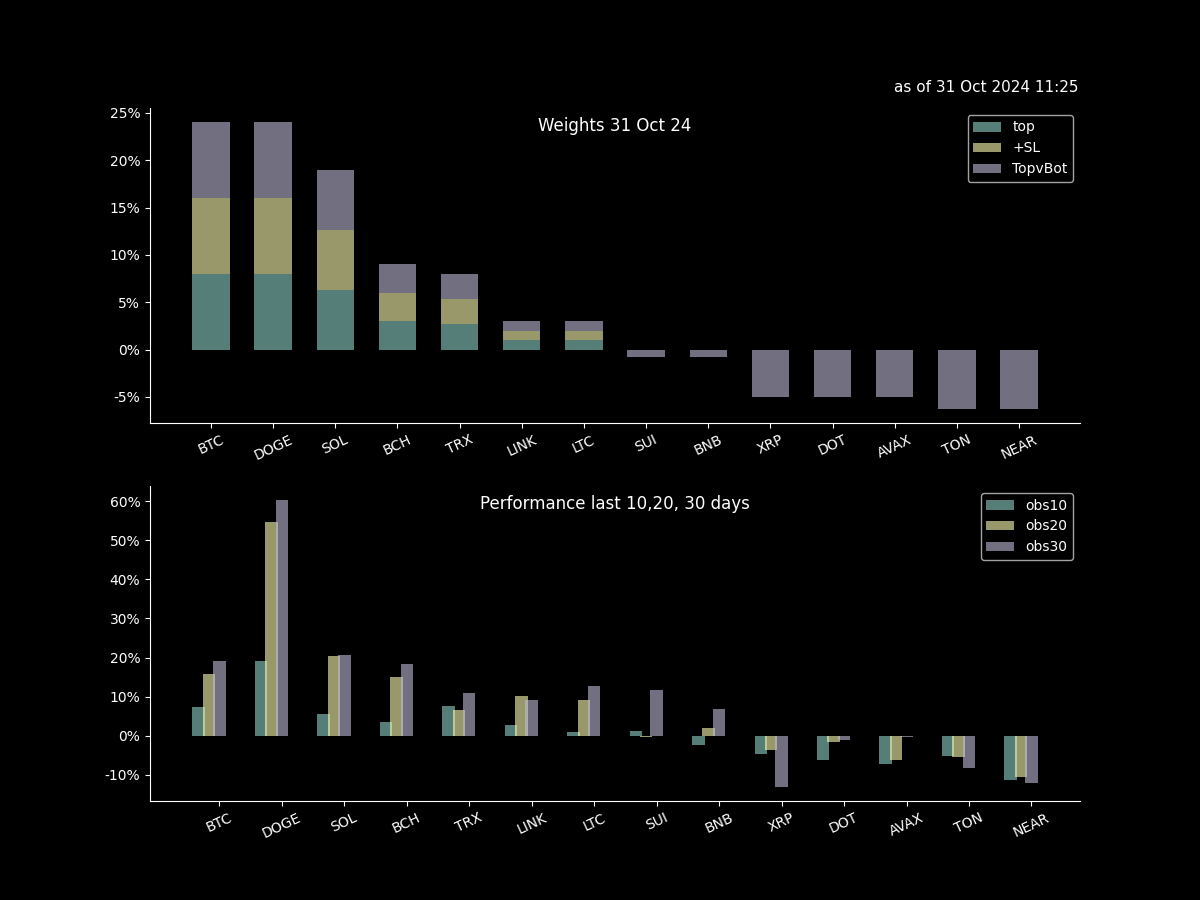 as of 31 Oct 2024 11:25
Weights 31 Oct 24
top
+SL
TopvBot
25%
20%
15%
10%
5%
0%
-5%
BTC DOGE SOL BCH TRX LINK LTC SUI BNB XRP DOT AVAX TON NEAR
Performance last 10,20, 30 days
obs10
obs20
obs30
60%
50%
40%
30%
20%
10%
0%
-10%
BTC DOGE SOL BCH TRX LINK LTC SUI BNB XRP DOT AVAX TON NEAR